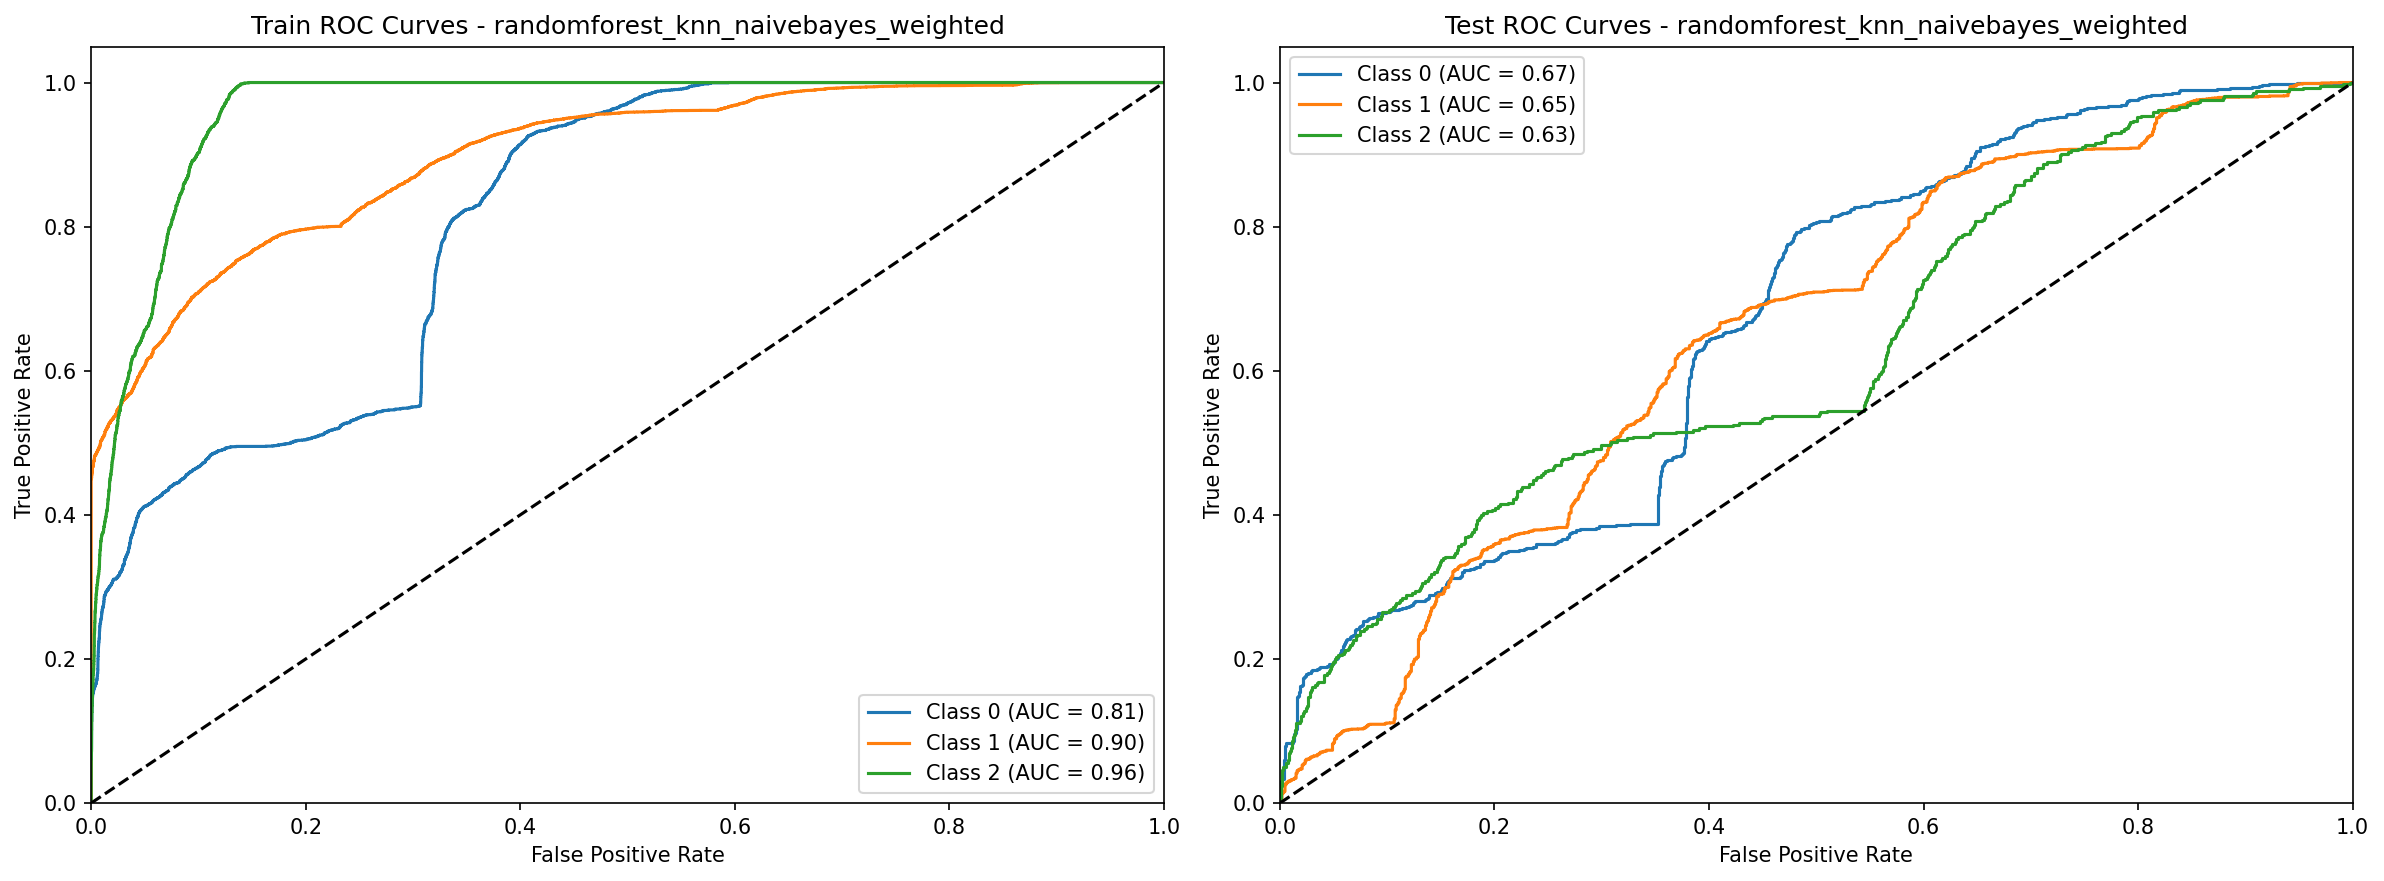 Train ROC Curves - randomforest_knn_naivebayes_weighted
True Positive Rate
1.0
0.8
0.6
0.4
0.2
0.0
0.0 0.2 0.4 0.6 0.8 1.0
False Positive Rate
Class 0 (AUC = 0.81)
Class 1 (AUC = 0.90)
Class 2 (AUC = 0.96)
Test ROC Curves - randomforest_knn_naivebayes_weighted
Class 0 (AUC = 0.67)
Class 1 (AUC = 0.65)
Class 2 (AUC = 0.63)
True Positive Rate
1.0
0.8
0.6
0.4
0.2
0.0
0.0 0.2 0.4 0.6 0.8 1.0
False Positive Rate